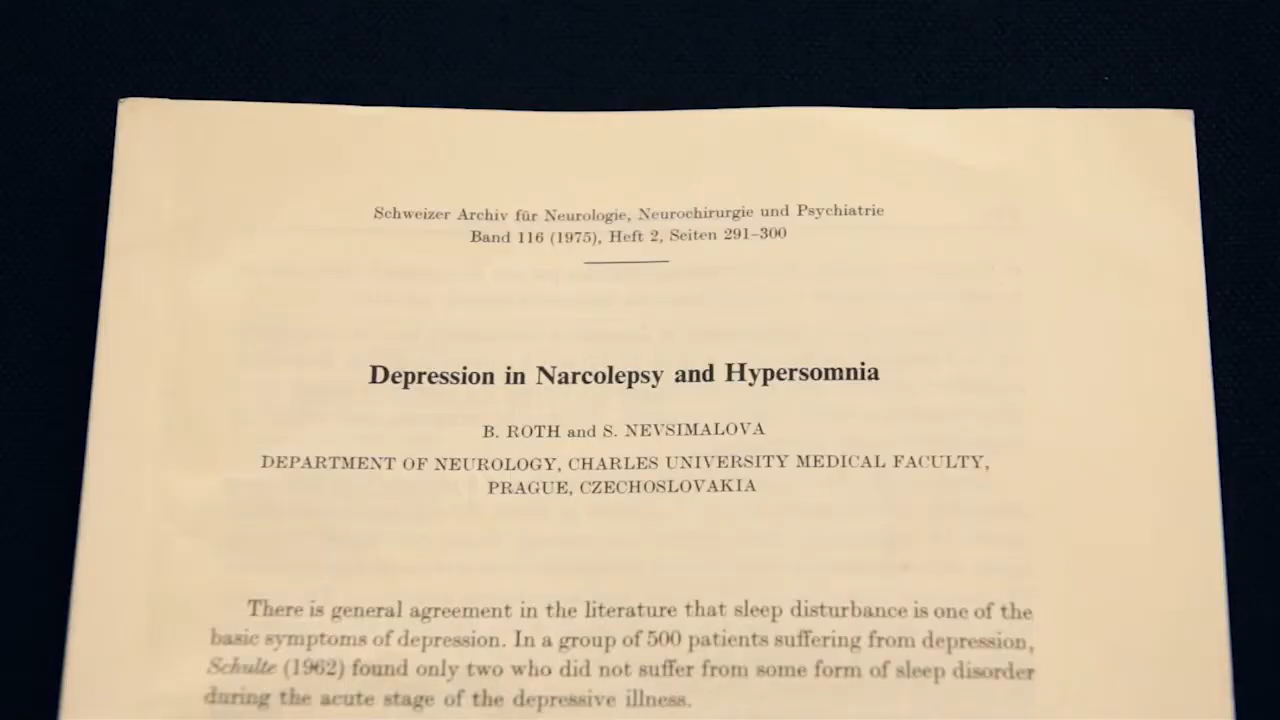 Schweizer Archiv für Neurologie, Neurochirurgie und Psychiatrie
Band 116 (1975), Heft 2, Seiten 291–300
Depression in Narcolepsy and Hypersomnia
B. ROTH and S. NEVSIMALOVA
DEPARTMENT OF NEUROLOGY, CHARLES UNIVERSITY MEDICAL FACULTY,
PRAGUE, CZECHOSLOVAKIA
There is general agreement in the literature that sleep disturbance is one of the
basic symptoms of depression. In a group of 500 patients suffering from depression,
Schulte (1962) found only two who did not suffer from some form of sleep disorder
during the acute stage of the depressive illness.